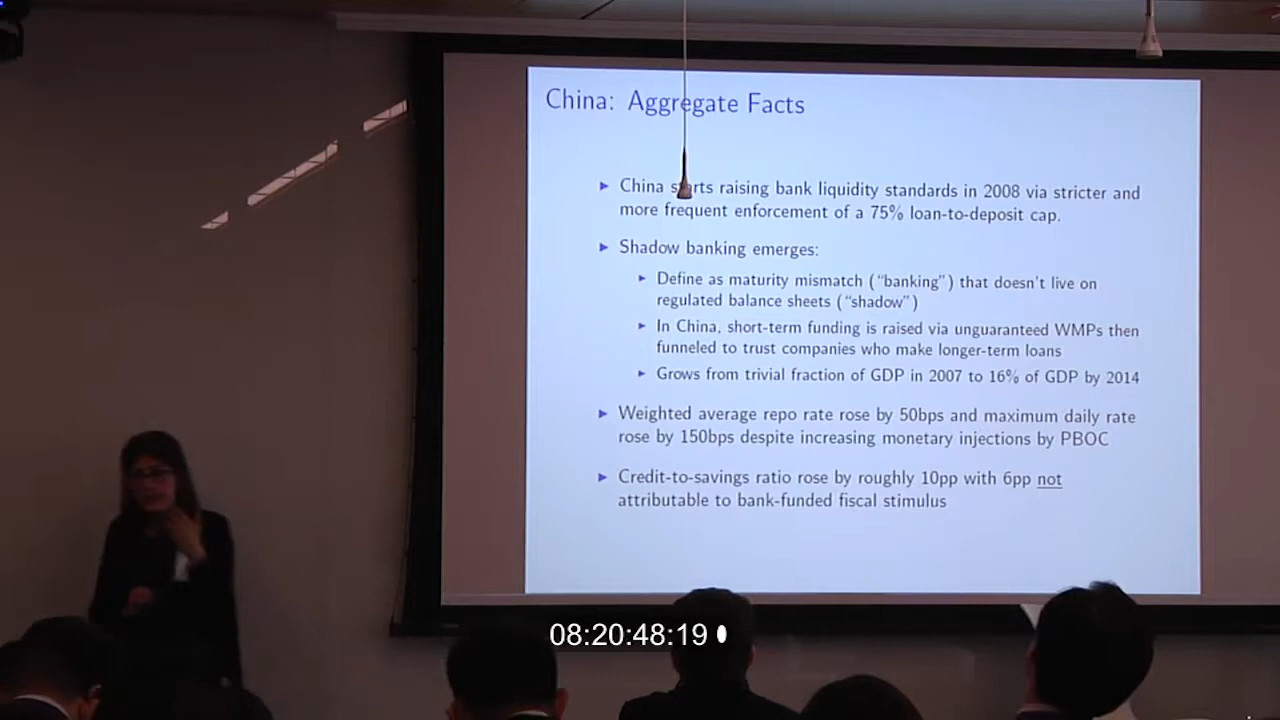 China: Aggregate Facts
China starts raising bank liquidity standards in 2008 via stricter and
more frequent enforcement of a 75% loan-to-deposit cap.
Shadow banking emerges:
Define as maturity mismatch (“banking”) that doesn't live on
regulated balance sheets (“shadow”)
In China, short-term funding is raised via unguaranteed WMPs then
funneled to trust companies who make longer-term loans
Grows from trivial fraction of GDP in 2007 to 16% of GDP by 2014
Weighted average repo rate rose by 50bps and maximum daily rate
rose by 150bps despite increasing monetary injections by PBOC
Credit-to-savings ratio rose by roughly 10pp with 6pp not
attributable to bank-funded fiscal stimulus
08:20:48:19